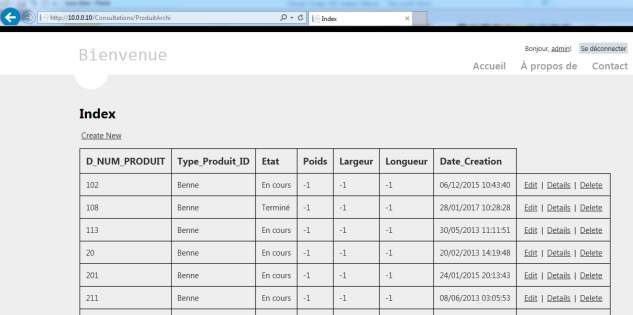 http://10.0.0.10/Consultations/ProduitArchi
Index
Bienvenue
Bonjour, admin! Se déconnecter
Accueil À propos de Contact
Index
Create New
D_NUM_PRODUIT Type_Produit_ID Etat Poids Largeur Longueur Date_Creation
102 Benne En cours -1 -1 -1 06/12/2015 10:43:40 Edit | Details | Delete
108 Benne Terminé -1 -1 -1 28/01/2017 10:28:28 Edit | Details | Delete
113 Benne En cours -1 -1 -1 30/05/2013 11:11:51 Edit | Details | Delete
20 Benne En cours -1 -1 -1 20/02/2013 14:19:48 Edit | Details | Delete
201 Benne En cours -1 -1 -1 24/01/2015 20:13:43 Edit | Details | Delete
211 Benne En cours -1 -1 -1 08/06/2013 03:05:53 Edit | Details | Delete